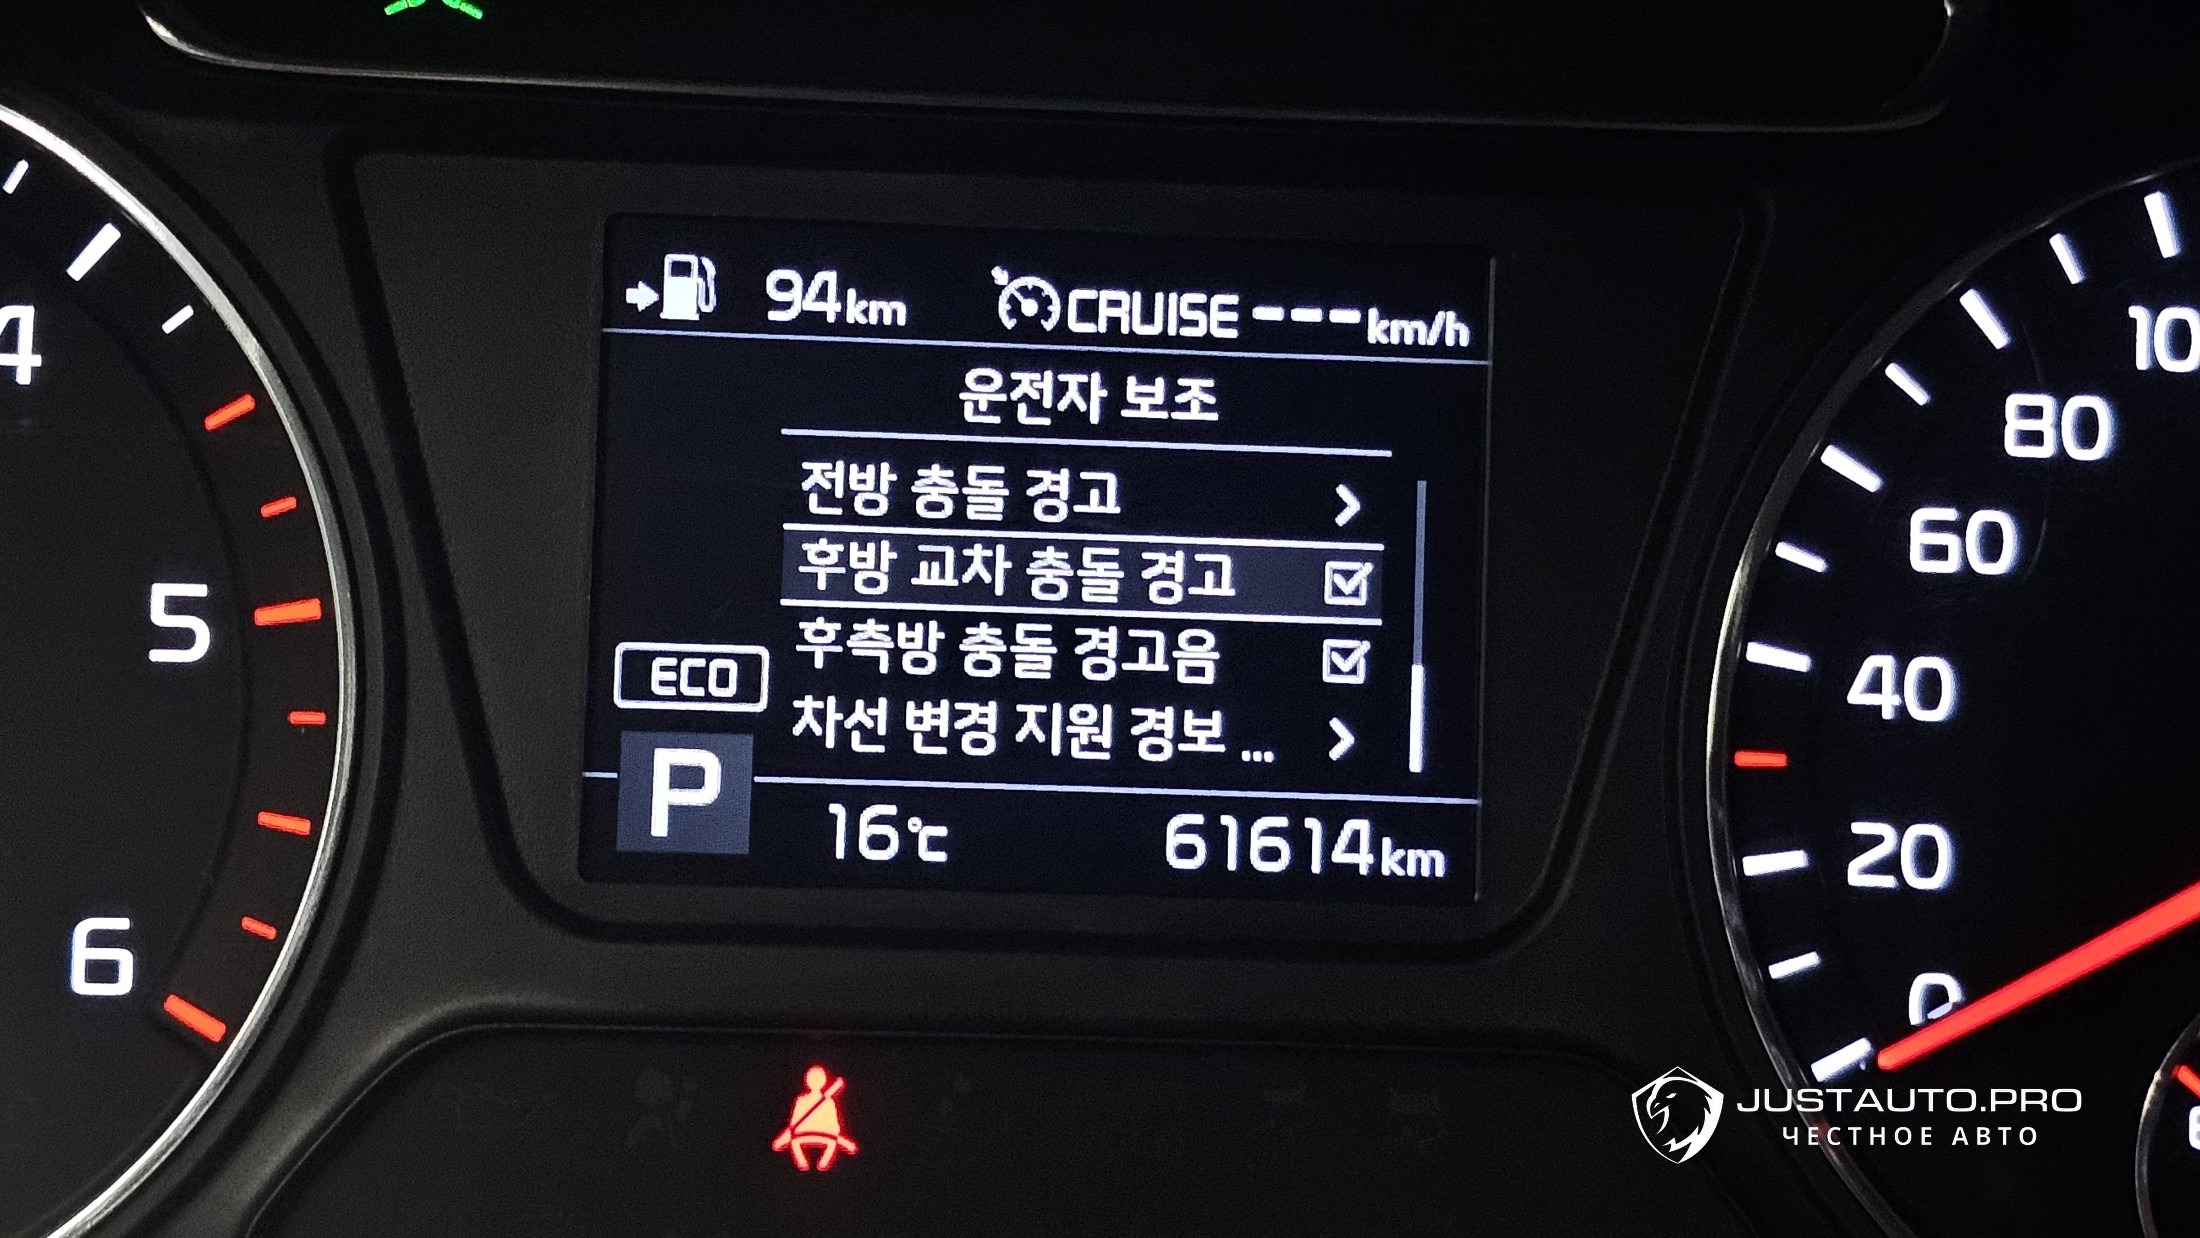 94km CRUISE ---km/h
운전자 보조
전방 충돌 경고
후방 교차 충돌 경고
후측방 충돌 경고음
차선 변경 지원 경보 ...
ECO
P
16℃ 61614km
4
5
6
10
80
60
40
20
0
JUSTAUTO.PRO
ЧЕСТНОЕ АВТО